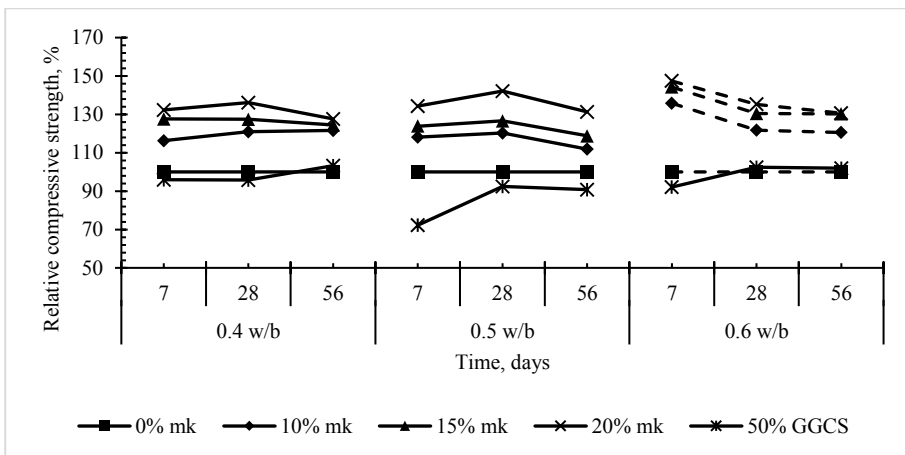 Relative compressive strength, %
170
150
130
110
90
70
50
7 28 56 7 28 56 7 28 56
0.4 w/b 0.5 w/b 0.6 w/b
Time, days
0% mk 10% mk 15% mk 20% mk 50% GGCS